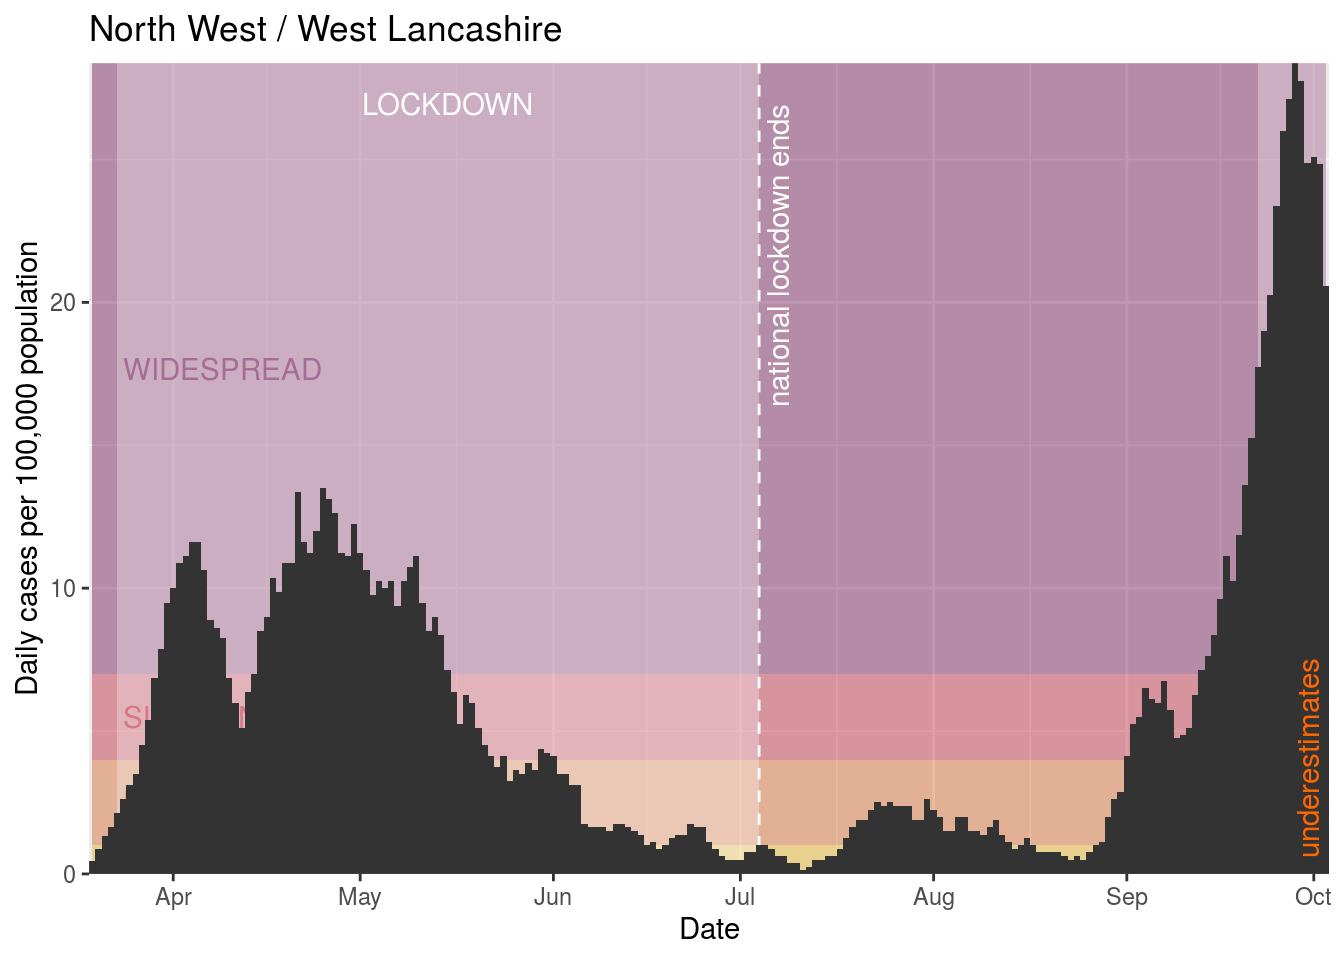 North West / West Lancashire
LOCKDOWN
national lockdown ends
WIDESPREAD
underestimates
Daily cases per 100,000 population
20
10
0
Apr
May
Jun
Jul
Aug
Sep
Oct
Date